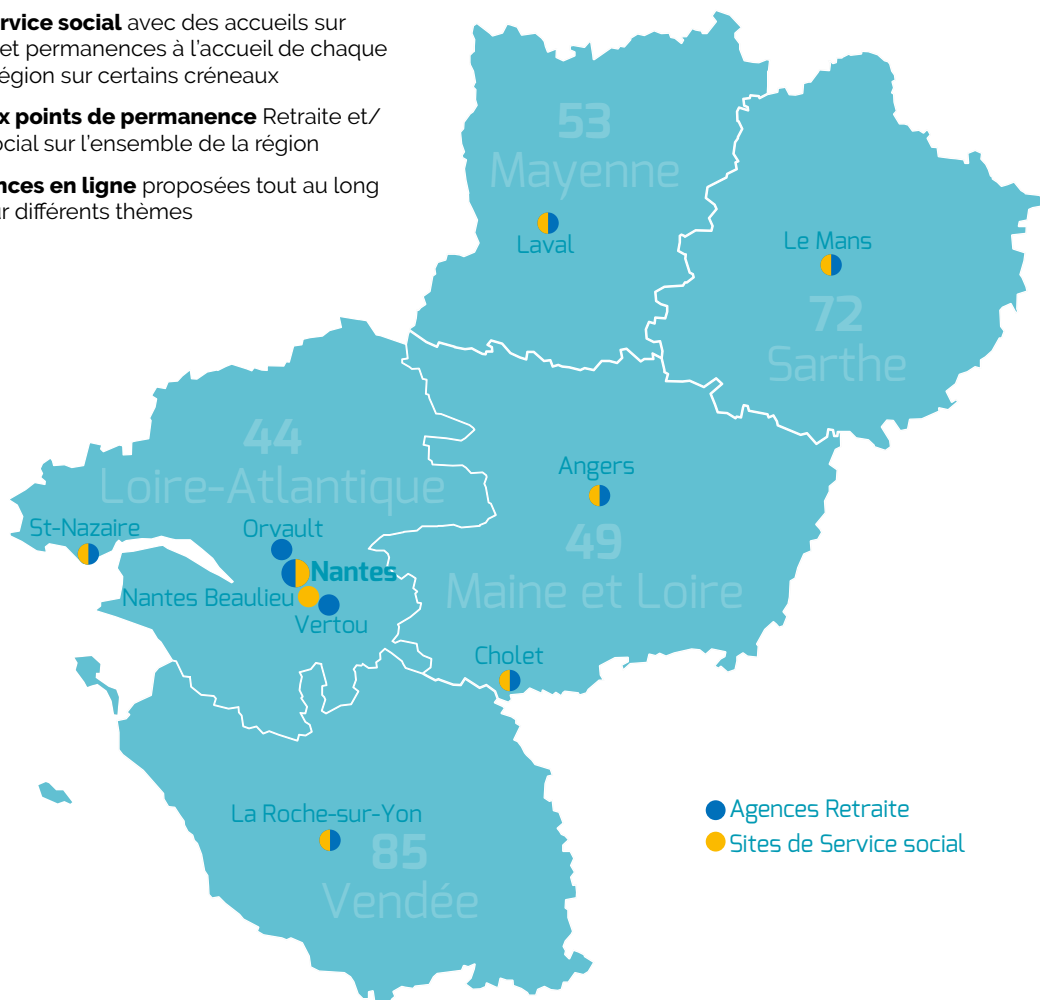 rvice social avec des accueils sur
et permanences à l'accueil de chaque
égion sur certains créneaux
x points de permanence Retraite et/
ocial sur l'ensemble de la région
nces en ligne proposées tout au long
ur différents thèmes
53
Mayenne
Laval
Le Mans
72
Sarthe
44
Loire-Atlantique
St-Nazaire
Orvault
Nantes
Nantes Beaulieu
Vertou
Angers
49
Maine et Loire
Cholet
La Roche-sur-Yon
85
Vendée
Agences Retraite
Sites de Service social